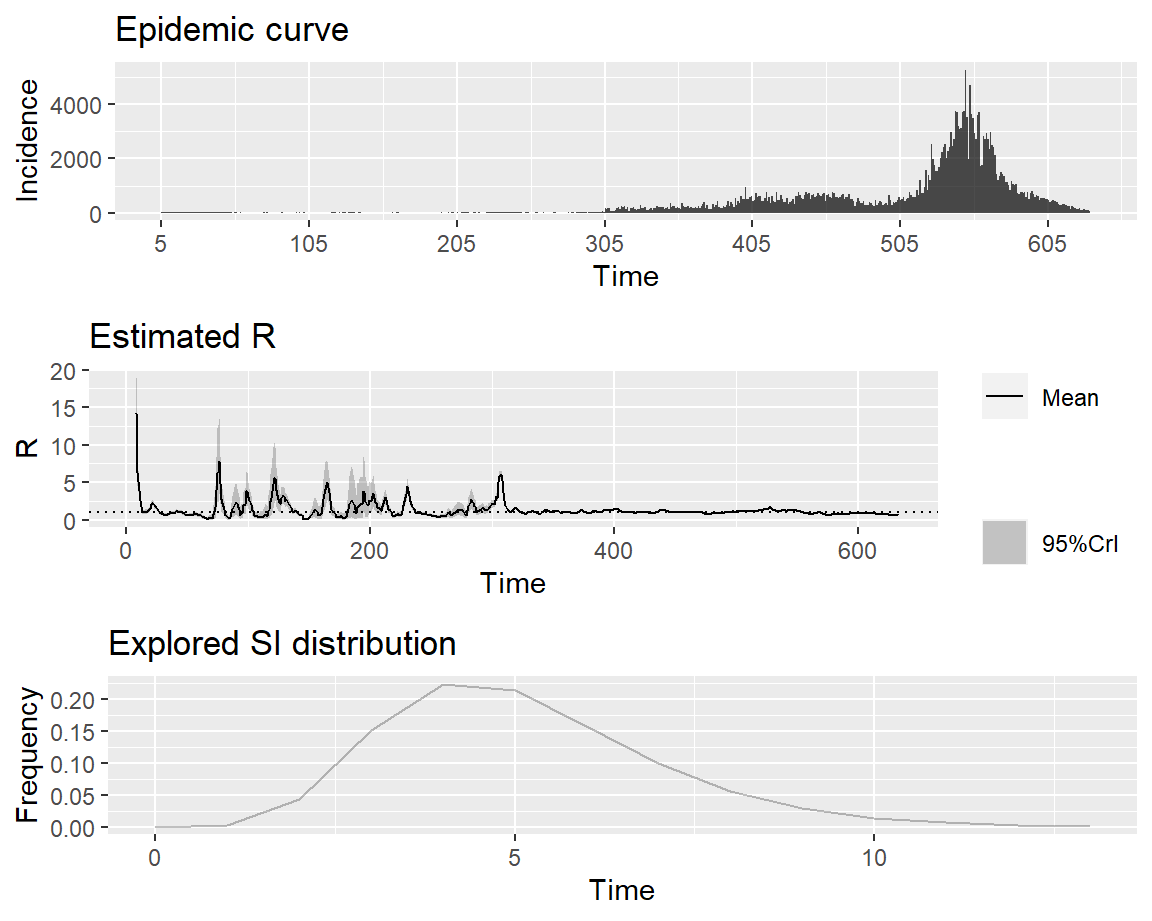 Epidemic curve
Incidence
4000
2000
0
5 105 205 305 405 505 605
Time
Estimated R
R
20
15
10
5
0
0 200 400 600
Time
Mean
95%CrI
Explored SI distribution
Frequency
0.20
0.15
0.10
0.05
0.00
0 5 10
Time